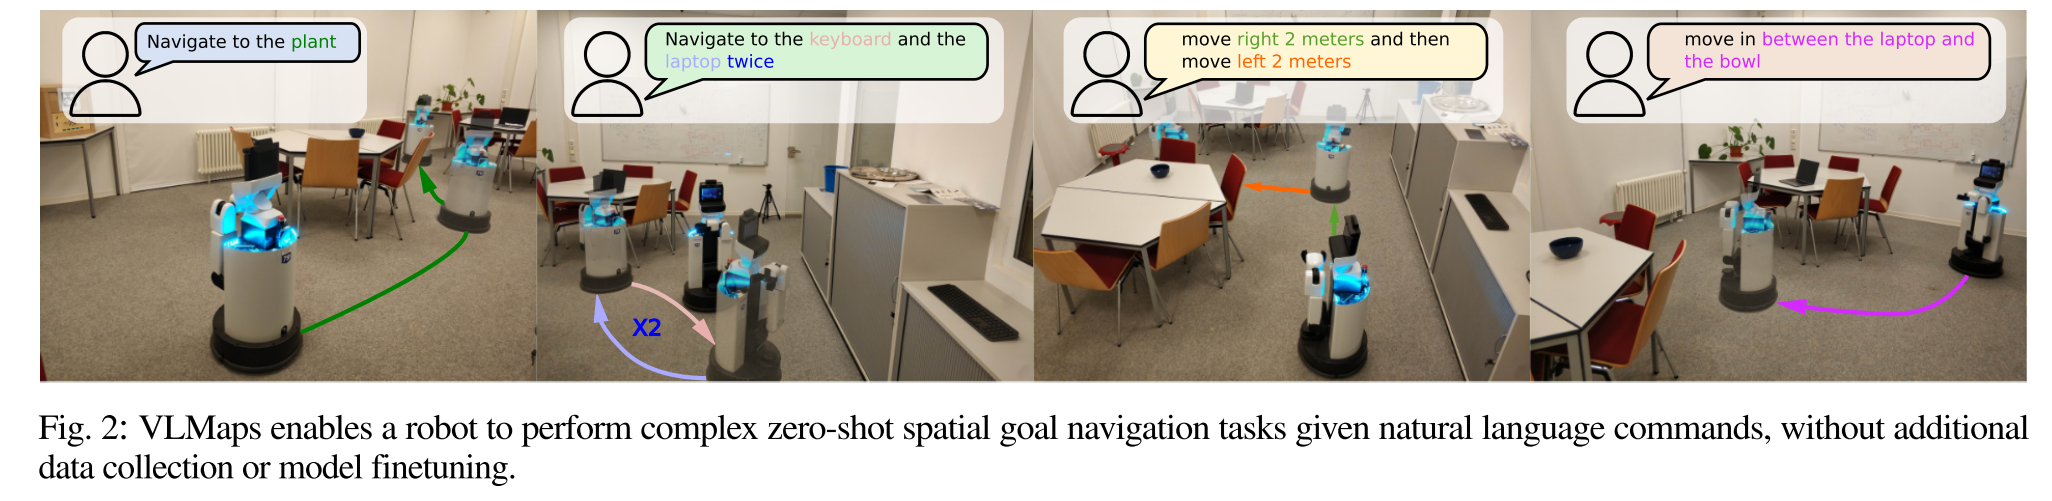 Navigate to the plant
Navigate to the keyboard and the
laptop twice
move right 2 meters and then
move left 2 meters
move in between the laptop and
the bowl
X2
Fig. 2: VLMaps enables a robot to perform complex zero-shot spatial goal navigation tasks given natural language commands, without additional
data collection or model finetuning.